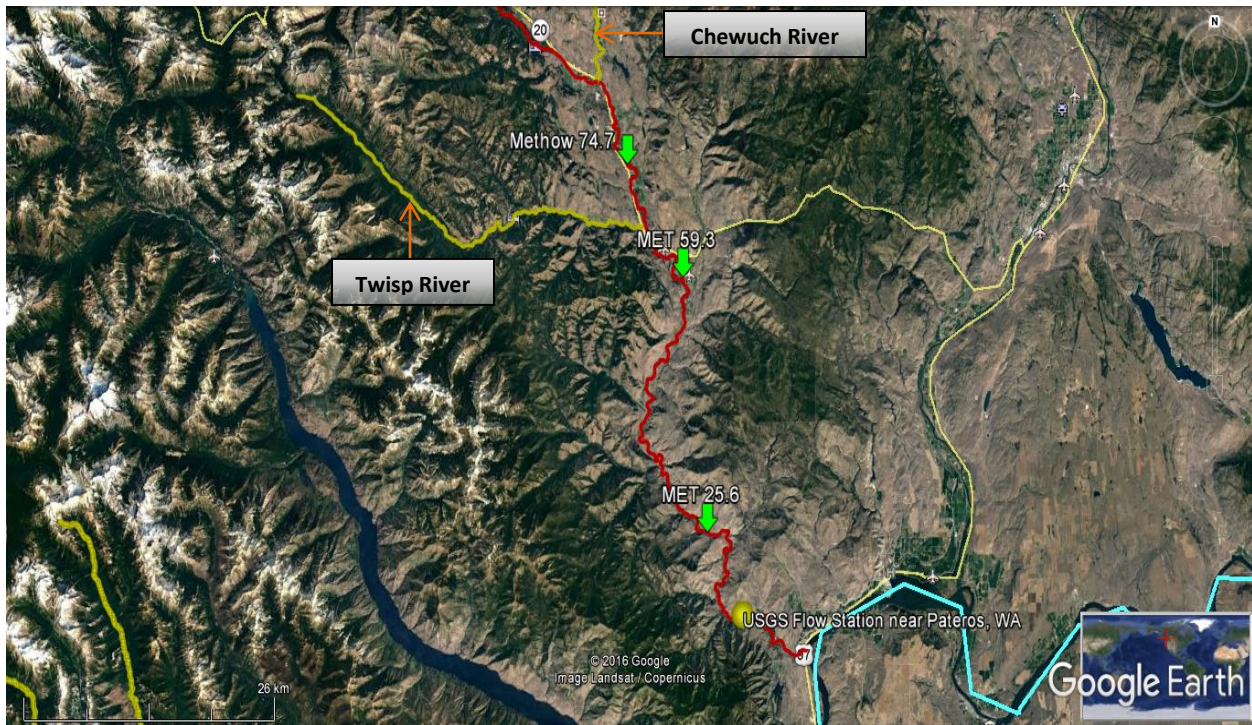 N
20
Chewuch River
Methow 74.7
MET 59.3
Twisp River
MET 25.6
USGS Flow Station near Pateros, WA
97
© 2016 Google
Image Landsat / Copernicus
26 km
Google Earth